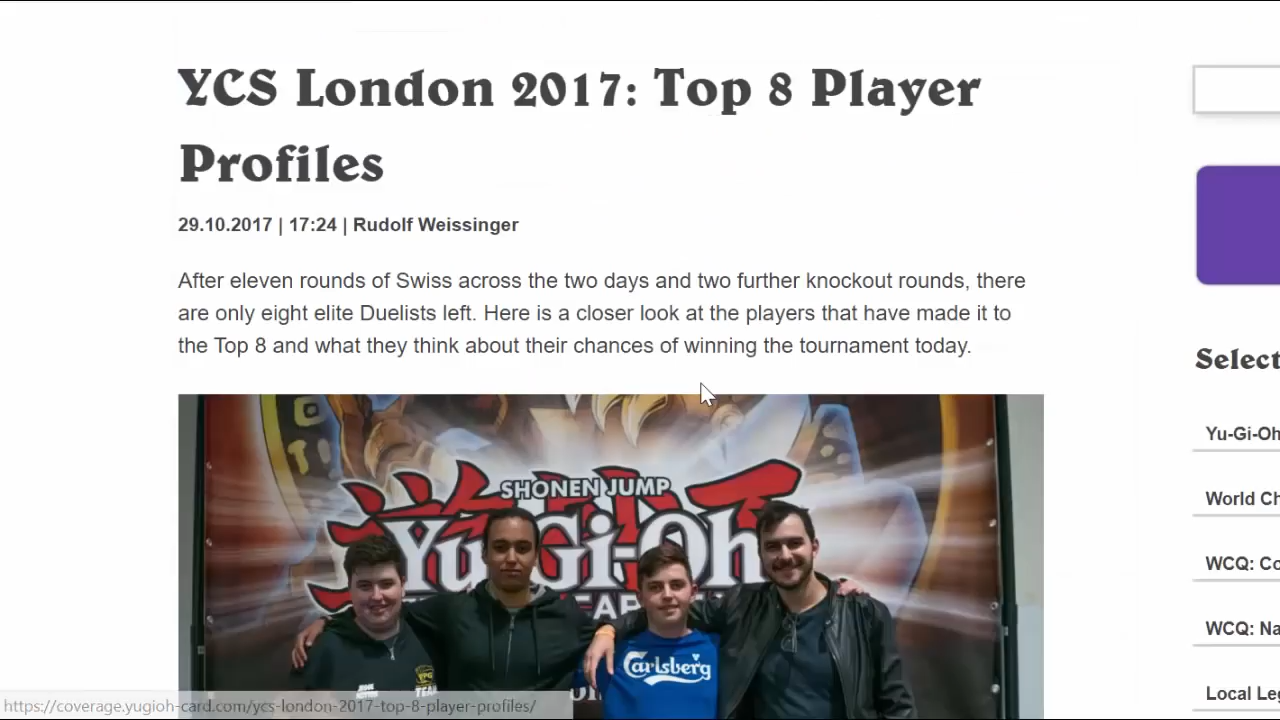 YCS London 2017: Top 8 Player
Profiles
29.10.2017 | 17:24 | Rudolf Weissinger
After eleven rounds of Swiss across the two days and two further knockout rounds, there
are only eight elite Duelists left. Here is a closer look at the players that have made it to
the Top 8 and what they think about their chances of winning the tournament today.
Select
Yu-Gi-Oh
World Ch
WCQ: Co
WCQ: Na
Local Le
SHONEN JUMP
Yu-Gi-Oh
Carlsberg
TEAM
https://coverage.yugioh-card.com/ycs-london-2017-top-8-player-profiles/